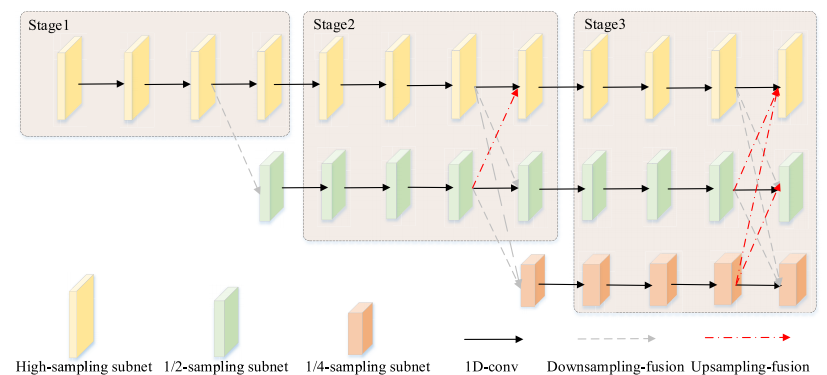 Stage1
Stage2
Stage3
High-sampling subnet
1/2-sampling subnet
1/4-sampling subnet
1D-conv
Downsampling-fusion
Upsampling-fusion